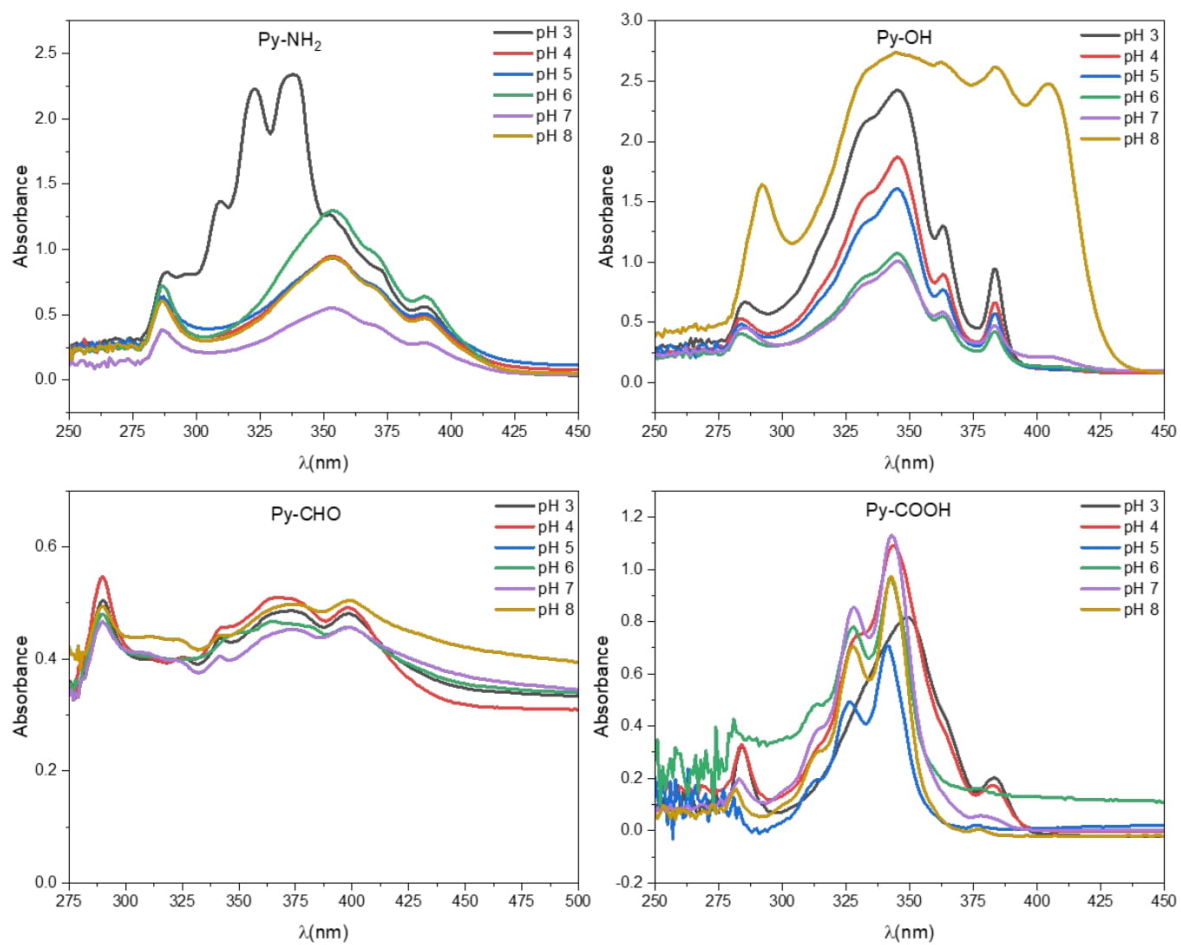 Py-NH₂
pH 3
pH 4
pH 5
pH 6
pH 7
pH 8
2.5
2.0
1.5
1.0
0.5
0.0
Absorbance
250 275 300 325 350 375 400 425 450
λ(nm)
Py-OH
pH 3
pH 4
pH 5
pH 6
pH 7
pH 8
3.0
2.5
2.0
1.5
1.0
0.5
0.0
Absorbance
250 275 300 325 350 375 400 425 450
λ(nm)
Py-CHO
pH 3
pH 4
pH 5
pH 6
pH 7
pH 8
0.6
0.4
0.2
0.0
Absorbance
275 300 325 350 375 400 425 450 475 500
λ(nm)
Py-COOH
pH 3
pH 4
pH 5
pH 6
pH 7
pH 8
1.2
1.0
0.8
0.6
0.4
0.2
0.0
-0.2
Absorbance
250 275 300 325 350 375 400 425 450
λ(nm)